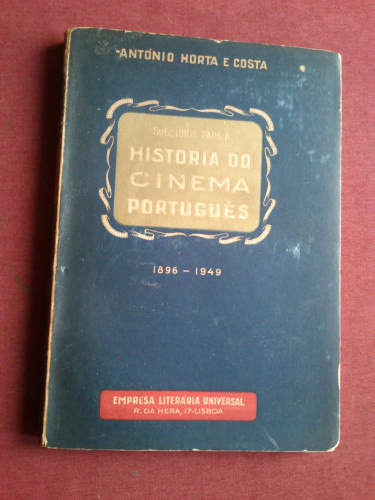 ANTÓNIO HORTA E COSTA
SUBSÍDIOS PARA A
HISTÓRIA DO
CINEMA
PORTUGUÊS
1896 - 1949
EMPRESA LITERÁRIA UNIVERSAL
R. DA HERA, 17-LISBOA